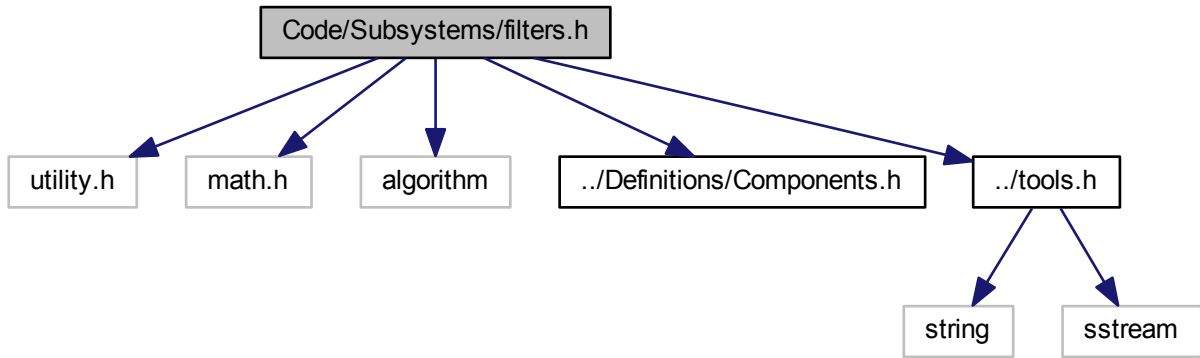 Code/Subsystems/filters.h
utility.h
math.h
algorithm
../Definitions/Components.h
../tools.h
string
sstream